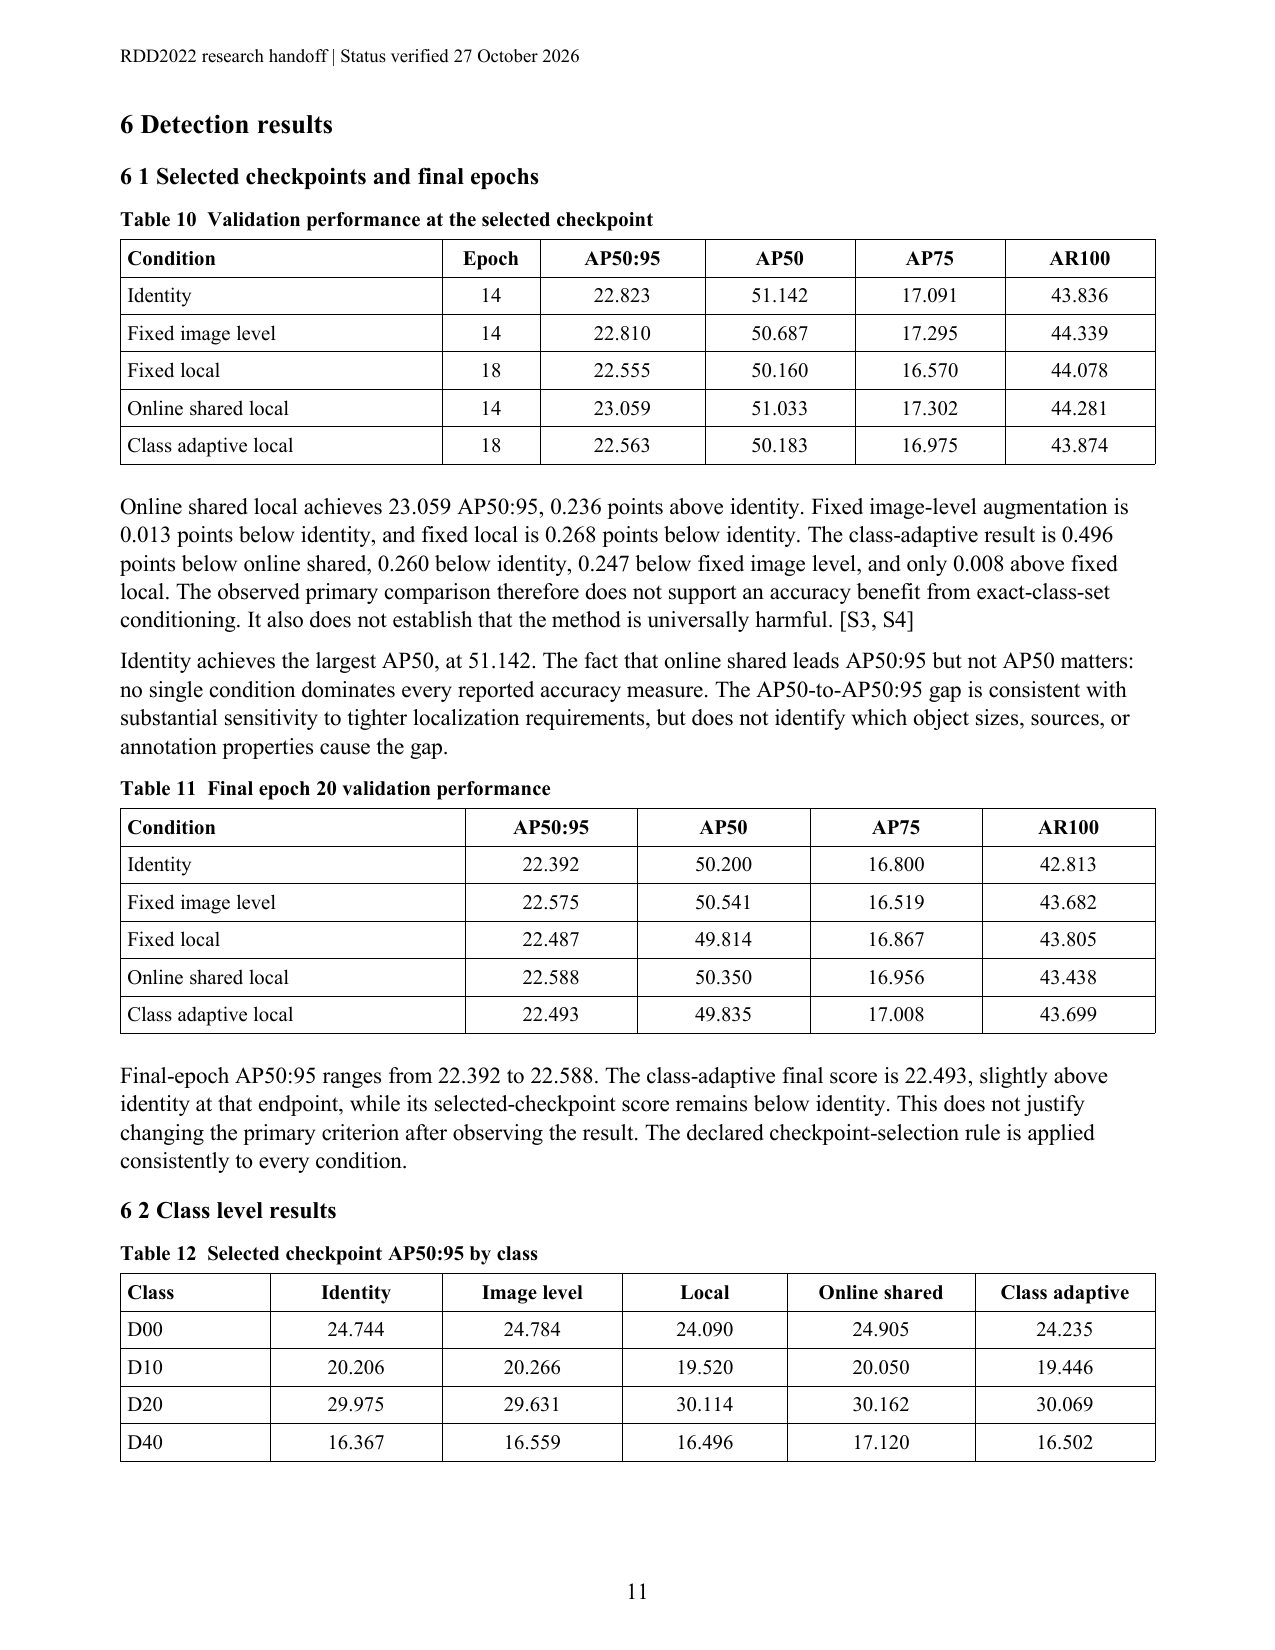 RDD2022 research handoff | Status verified 27 October 2026
6 Detection results
6 1 Selected checkpoints and final epochs
Table 10 Validation performance at the selected checkpoint
Condition Epoch AP50:95 AP50 AP75 AR100
Identity 14 22.823 51.142 17.091 43.836
Fixed image level 14 22.810 50.687 17.295 44.339
Fixed local 18 22.555 50.160 16.570 44.078
Online shared local 14 23.059 51.033 17.302 44.281
Class adaptive local 18 22.563 50.183 16.975 43.874
Online shared local achieves 23.059 AP50:95, 0.236 points above identity. Fixed image-level augmentation is
0.013 points below identity, and fixed local is 0.268 points below identity. The class-adaptive result is 0.496
points below online shared, 0.260 below identity, 0.247 below fixed image level, and only 0.008 above fixed
local. The observed primary comparison therefore does not support an accuracy benefit from exact-class-set
conditioning. It also does not establish that the method is universally harmful. [S3, S4]
Identity achieves the largest AP50, at 51.142. The fact that online shared leads AP50:95 but not AP50 matters:
no single condition dominates every reported accuracy measure. The AP50-to-AP50:95 gap is consistent with
substantial sensitivity to tighter localization requirements, but does not identify which object sizes, sources, or
annotation properties cause the gap.
Table 11 Final epoch 20 validation performance
Condition AP50:95 AP50 AP75 AR100
Identity 22.392 50.200 16.800 42.813
Fixed image level 22.575 50.541 16.519 43.682
Fixed local 22.487 49.814 16.867 43.805
Online shared local 22.588 50.350 16.956 43.438
Class adaptive local 22.493 49.835 17.008 43.699
Final-epoch AP50:95 ranges from 22.392 to 22.588. The class-adaptive final score is 22.493, slightly above
identity at that endpoint, while its selected-checkpoint score remains below identity. This does not justify
changing the primary criterion after observing the result. The declared checkpoint-selection rule is applied
consistently to every condition.
6 2 Class level results
Table 12 Selected checkpoint AP50:95 by class
Class Identity Image level Local Online shared Class adaptive
D00 24.744 24.784 24.090 24.905 24.235
D10 20.206 20.266 19.520 20.050 19.446
D20 29.975 29.631 30.114 30.162 30.069
D40 16.367 16.559 16.496 17.120 16.502
11